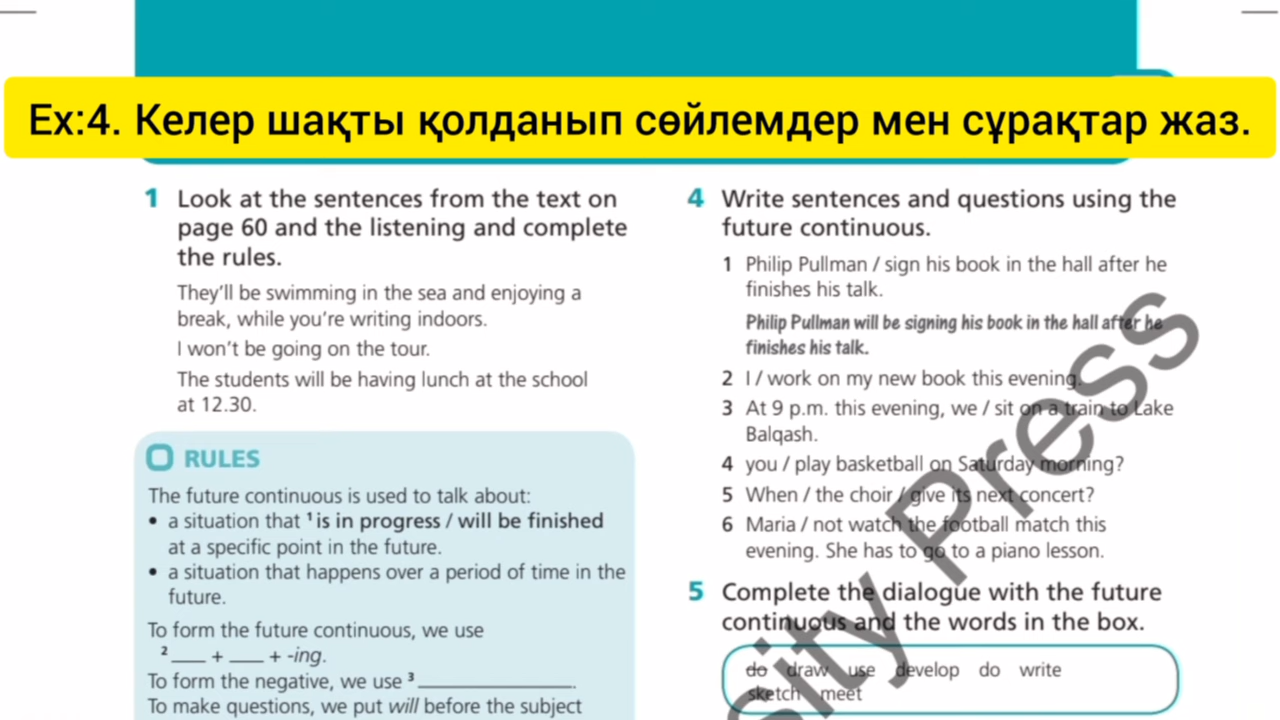 Ex:4. Келер шақты қолданып сөйлемдер мен сұрақтар жаз.
1 Look at the sentences from the text on
page 60 and the listening and complete
the rules.
They'll be swimming in the sea and enjoying a
break, while you're writing indoors.
I won't be going on the tour.
The students will be having lunch at the school
at 12.30.
RULES
The future continuous is used to talk about:
• a situation that ¹ is in progress / will be finished
at a specific point in the future.
• a situation that happens over a period of time in the
future.
To form the future continuous, we use
² ___ + ___ + -ing.
To form the negative, we use ³ ___.
To make questions, we put will before the subject
4 Write sentences and questions using the
future continuous.
1 Philip Pullman / sign his book in the hall after he
finishes his talk.
Philip Pullman will be signing his book in the hall after he
finishes his talk.
2 I / work on my new book this evening.
3 At 9 p.m. this evening, we / sit on a train to Lake
Balqash.
4 you / play basketball on Saturday morning?
5 When / the choir / give its next concert?
6 Maria / not watch the football match this
evening. She has to go to a piano lesson.
5 Complete the dialogue with the future
continuous and the words in the box.
do draw use develop do write
sketch meet
sity Press